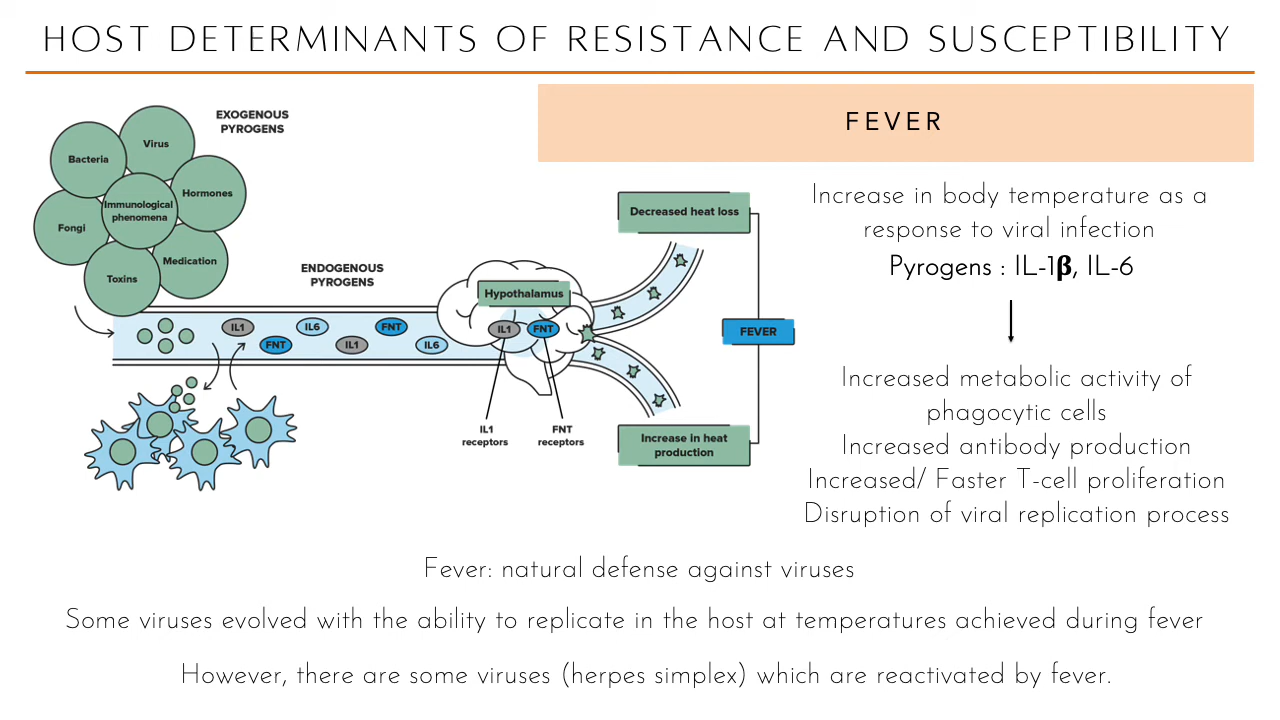 HOST DETERMINANTS OF RESISTANCE AND SUSCEPTIBILITY
EXOGENOUS
PYROGENS
Virus
Bacteria
Hormones
Immunological
phenomena
Fungi
Medication
Toxins
ENDOGENOUS
PYROGENS
IL1
IL6
FNT
FNT
IL1
IL6
Hypothalamus
IL1
FNT
IL1
receptors
FNT
receptors
Decreased heat loss
FEVER
Increase in heat
production
FEVER
Increase in body temperature as a
response to viral infection
Pyrogens : IL-1β, IL-6
Increased metabolic activity of
phagocytic cells
Increased antibody production
Increased/ Faster T-cell proliferation
Disruption of viral replication process
Fever: natural defense against viruses
Some viruses evolved with the ability to replicate in the host at temperatures achieved during fever
However, there are some viruses (herpes simplex) which are reactivated by fever.